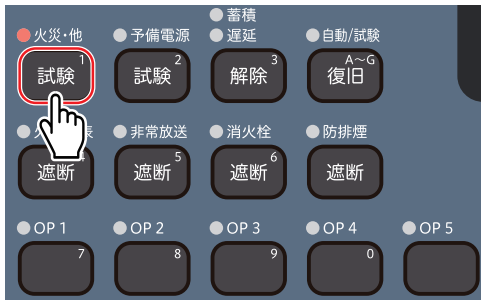 蓄積
火災・他 予備電源 遅延 自動/試験
試験 1 試験 2 解除 3 復旧 A~G
長 非常放送 消火栓 防排煙
遮断 4 遮断 5 遮断 6 遮断
OP 1 OP 2 OP 3 OP 4 OP 5
7 8 9 0